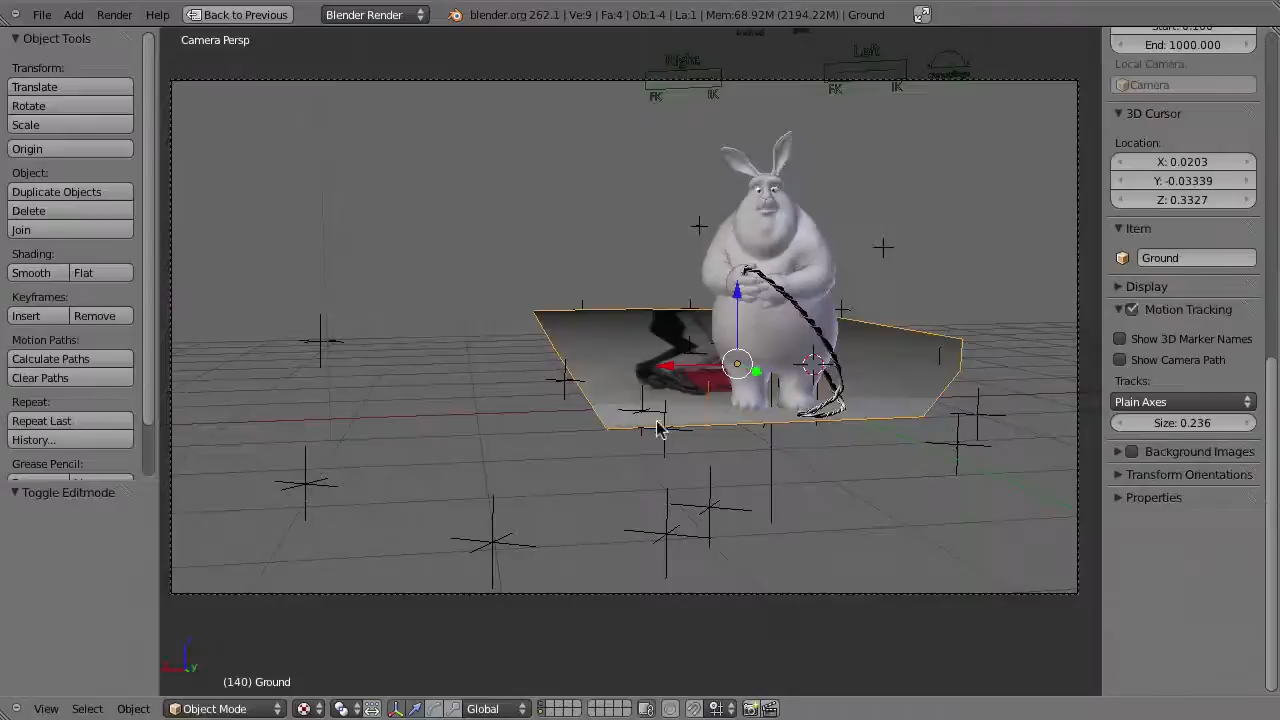 File Add Render Help Back to Previous Blender Render blender.org 262.1 | Ve:9 | Fa:4 | Ob:1-4 | La:1 | Mem:68.92M (2194.22M) | Ground
Object Tools
Transform:
Translate
Rotate
Scale
Origin
Object:
Duplicate Objects
Delete
Join
Shading:
Smooth Flat
Keyframes:
Insert Remove
Motion Paths:
Calculate Paths
Clear Paths
Repeat:
Repeat Last
History...
Grease Pencil:
Toggle Editmode
Camera Persp
Right Left
FK IK FK IK
(140) Ground
End: 1000.000
Local Camera:
Camera
3D Cursor
Location:
X: 0.0203
Y: -0.03339
Z: 0.3327
Item
Ground
Display
Motion Tracking
Show 3D Marker Names
Show Camera Path
Tracks:
Plain Axes
Size: 0.236
Background Images
Transform Orientations
Properties
View Select Object Object Mode Global